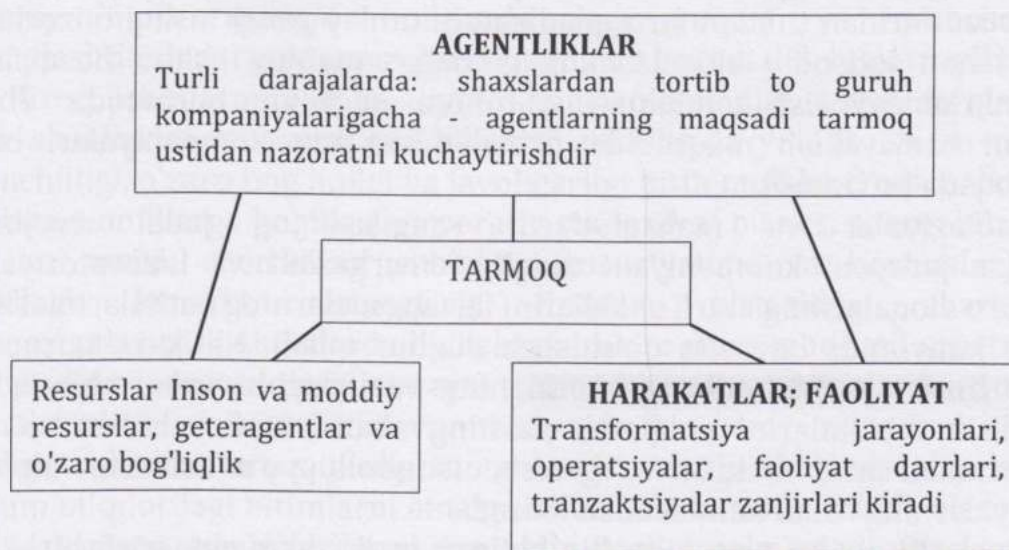 AGENTLIKLAR
Turli darajalarda: shaxslardan tortib to guruh
kompaniyalarigacha - agentlarning maqsadi tarmoq
ustidan nazoratni kuchaytirishdir
TARMOQ
Resurslar Inson va moddiy
resurslar, geteragentlar va
o'zaro bog'liqlik
HARAKATLAR; FAOLIYAT
Transformatsiya jarayonlari,
operatsiyalar, faoliyat davrlari,
tranzaktsiyalar zanjirlari kifadi